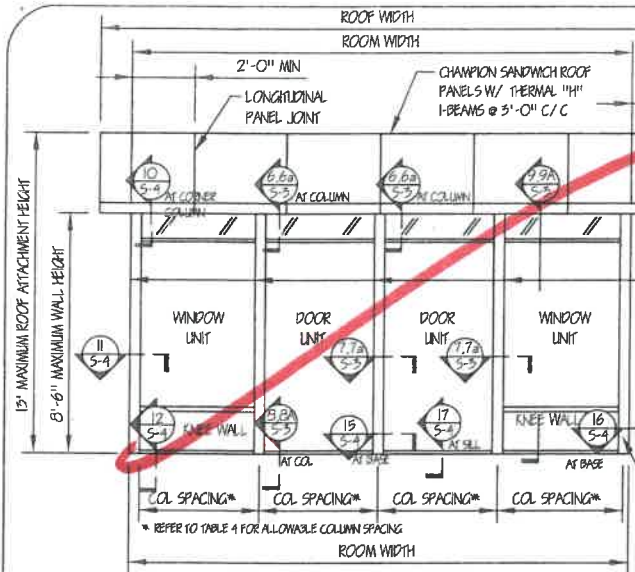 ROOF WIDTH
ROOM WIDTH
2'-0" MIN
LONGITUDINAL
PANEL JOINT
CHAMPION SANDWICH ROOF
PANELS W/ THERMAL "H"
I-BEAMS @ 3'-0" C/C
10
S-4
AT CORNER
COLUMN
6,6a
S-3
AT COLUMN
6,6a
S-3
AT COLUMN
9,9A
S-3
13' MAXIMUM ROOF ATTACHMENT HEIGHT
8'-6" MAXIMUM WALL HEIGHT
WINDOW
UNIT
DOOR
UNIT
DOOR
UNIT
WINDOW
UNIT
11
S-4
7,7a
S-3
7,7a
S-3
12
S-4
KNEE WALL
8,8A
S-3
AT COL
15
S-4
AT BASE
17
S-4
AT SILL
KNEE WALL
16
S-4
AT BASE
COL SPACING*
COL SPACING*
COL SPACING*
COL SPACING*
* REFER TO TABLE 4 FOR ALLOWABLE COLUMN SPACING
ROOM WIDTH